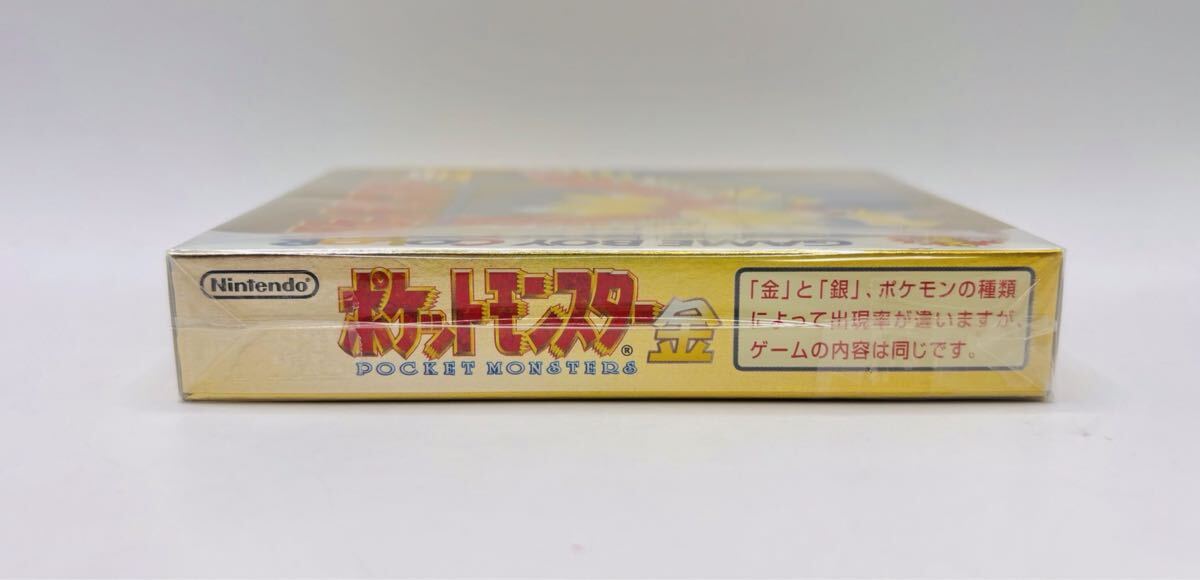 GAME BOY COLOR
Nintendo®
ポケットモンスター®金
POCKET MONSTERS
「金」と「銀」、ポケモンの種類
によって出現率が違いますが、
ゲームの内容は同じです。